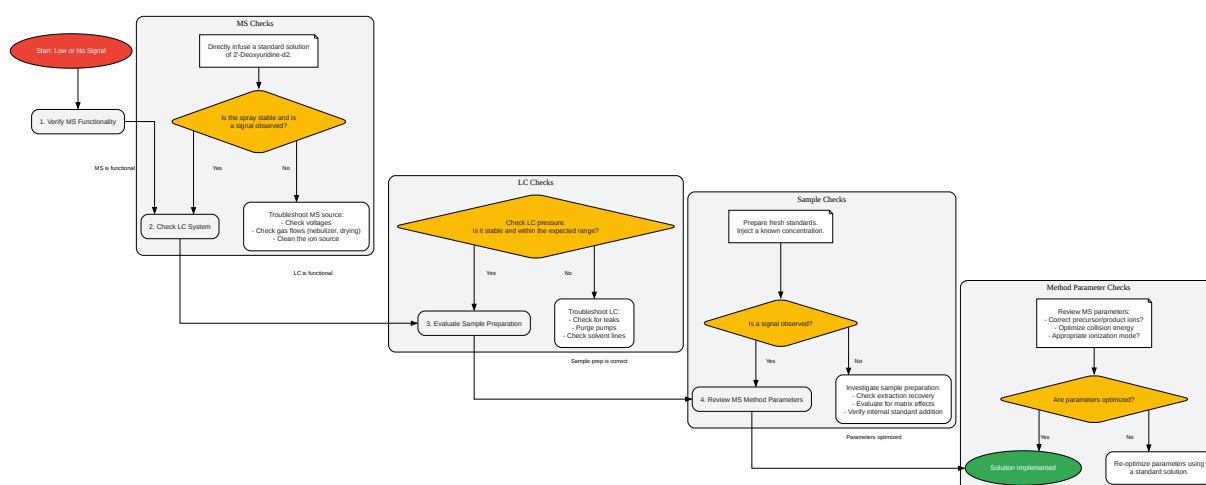 Start: Low or No Signal
1. Verify MS Functionality
MS is functional
MS Checks
Directly infuse a standard solution
of 2'-Deoxyuridine-d2.
Is the spray stable and is
a signal observed?
Yes
No
2. Check LC System
Troubleshoot MS source:
- Check voltages
- Check gas flows (nebulizer, drying)
- Clean the ion source
LC is functional
LC Checks
Check LC pressure.
Is it stable and within the expected range?
Yes
No
3. Evaluate Sample Preparation
Troubleshoot LC:
- Check for leaks
- Purge pumps
- Check solvent lines
Sample prep is correct
Sample Checks
Prepare fresh standards.
Inject a known concentration.
Is a signal observed?
Yes
No
4. Review MS Method Parameters
Investigate sample preparation:
- Check extraction recovery
- Evaluate for matrix effects
- Verify internal standard addition
Parameters optimized
Method Parameter Checks
Review MS parameters:
- Correct precursor/product ions?
- Optimize collision energy
- Appropriate ionization mode?
Are parameters optimized?
Yes
No
Solution Implemented
Re-optimize parameters using
a standard solution.